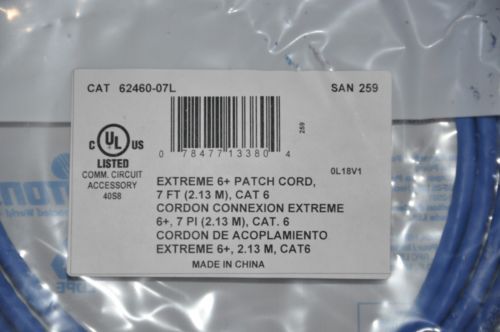 CAT 62460-07L SAN 259
C UL US
LISTED
COMM. CIRCUIT
ACCESSORY
40S8
259
0 78477 13380 4
0L18V1
EXTREME 6+ PATCH CORD,
7 FT (2.13 M), CAT 6
CORDON CONNEXION EXTREME
6+, 7 PI (2.13 M), CAT. 6
CORDON DE ACOPLAMIENTO
EXTREME 6+, 2.13 M, CAT6
MADE IN CHINA